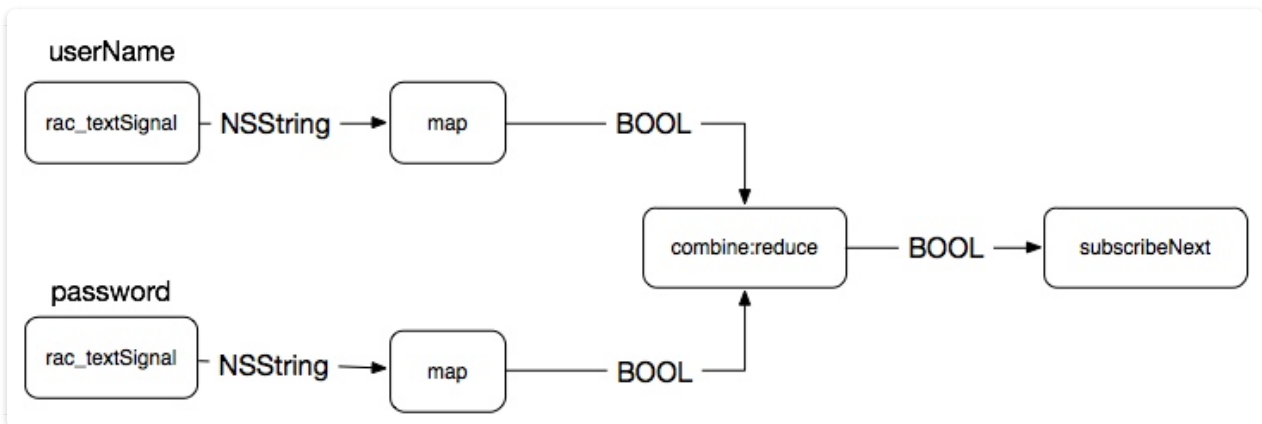 userName
rac_textSignal NSString map BOOL
combine:reduce BOOL subscribeNext
password
rac_textSignal NSString map BOOL